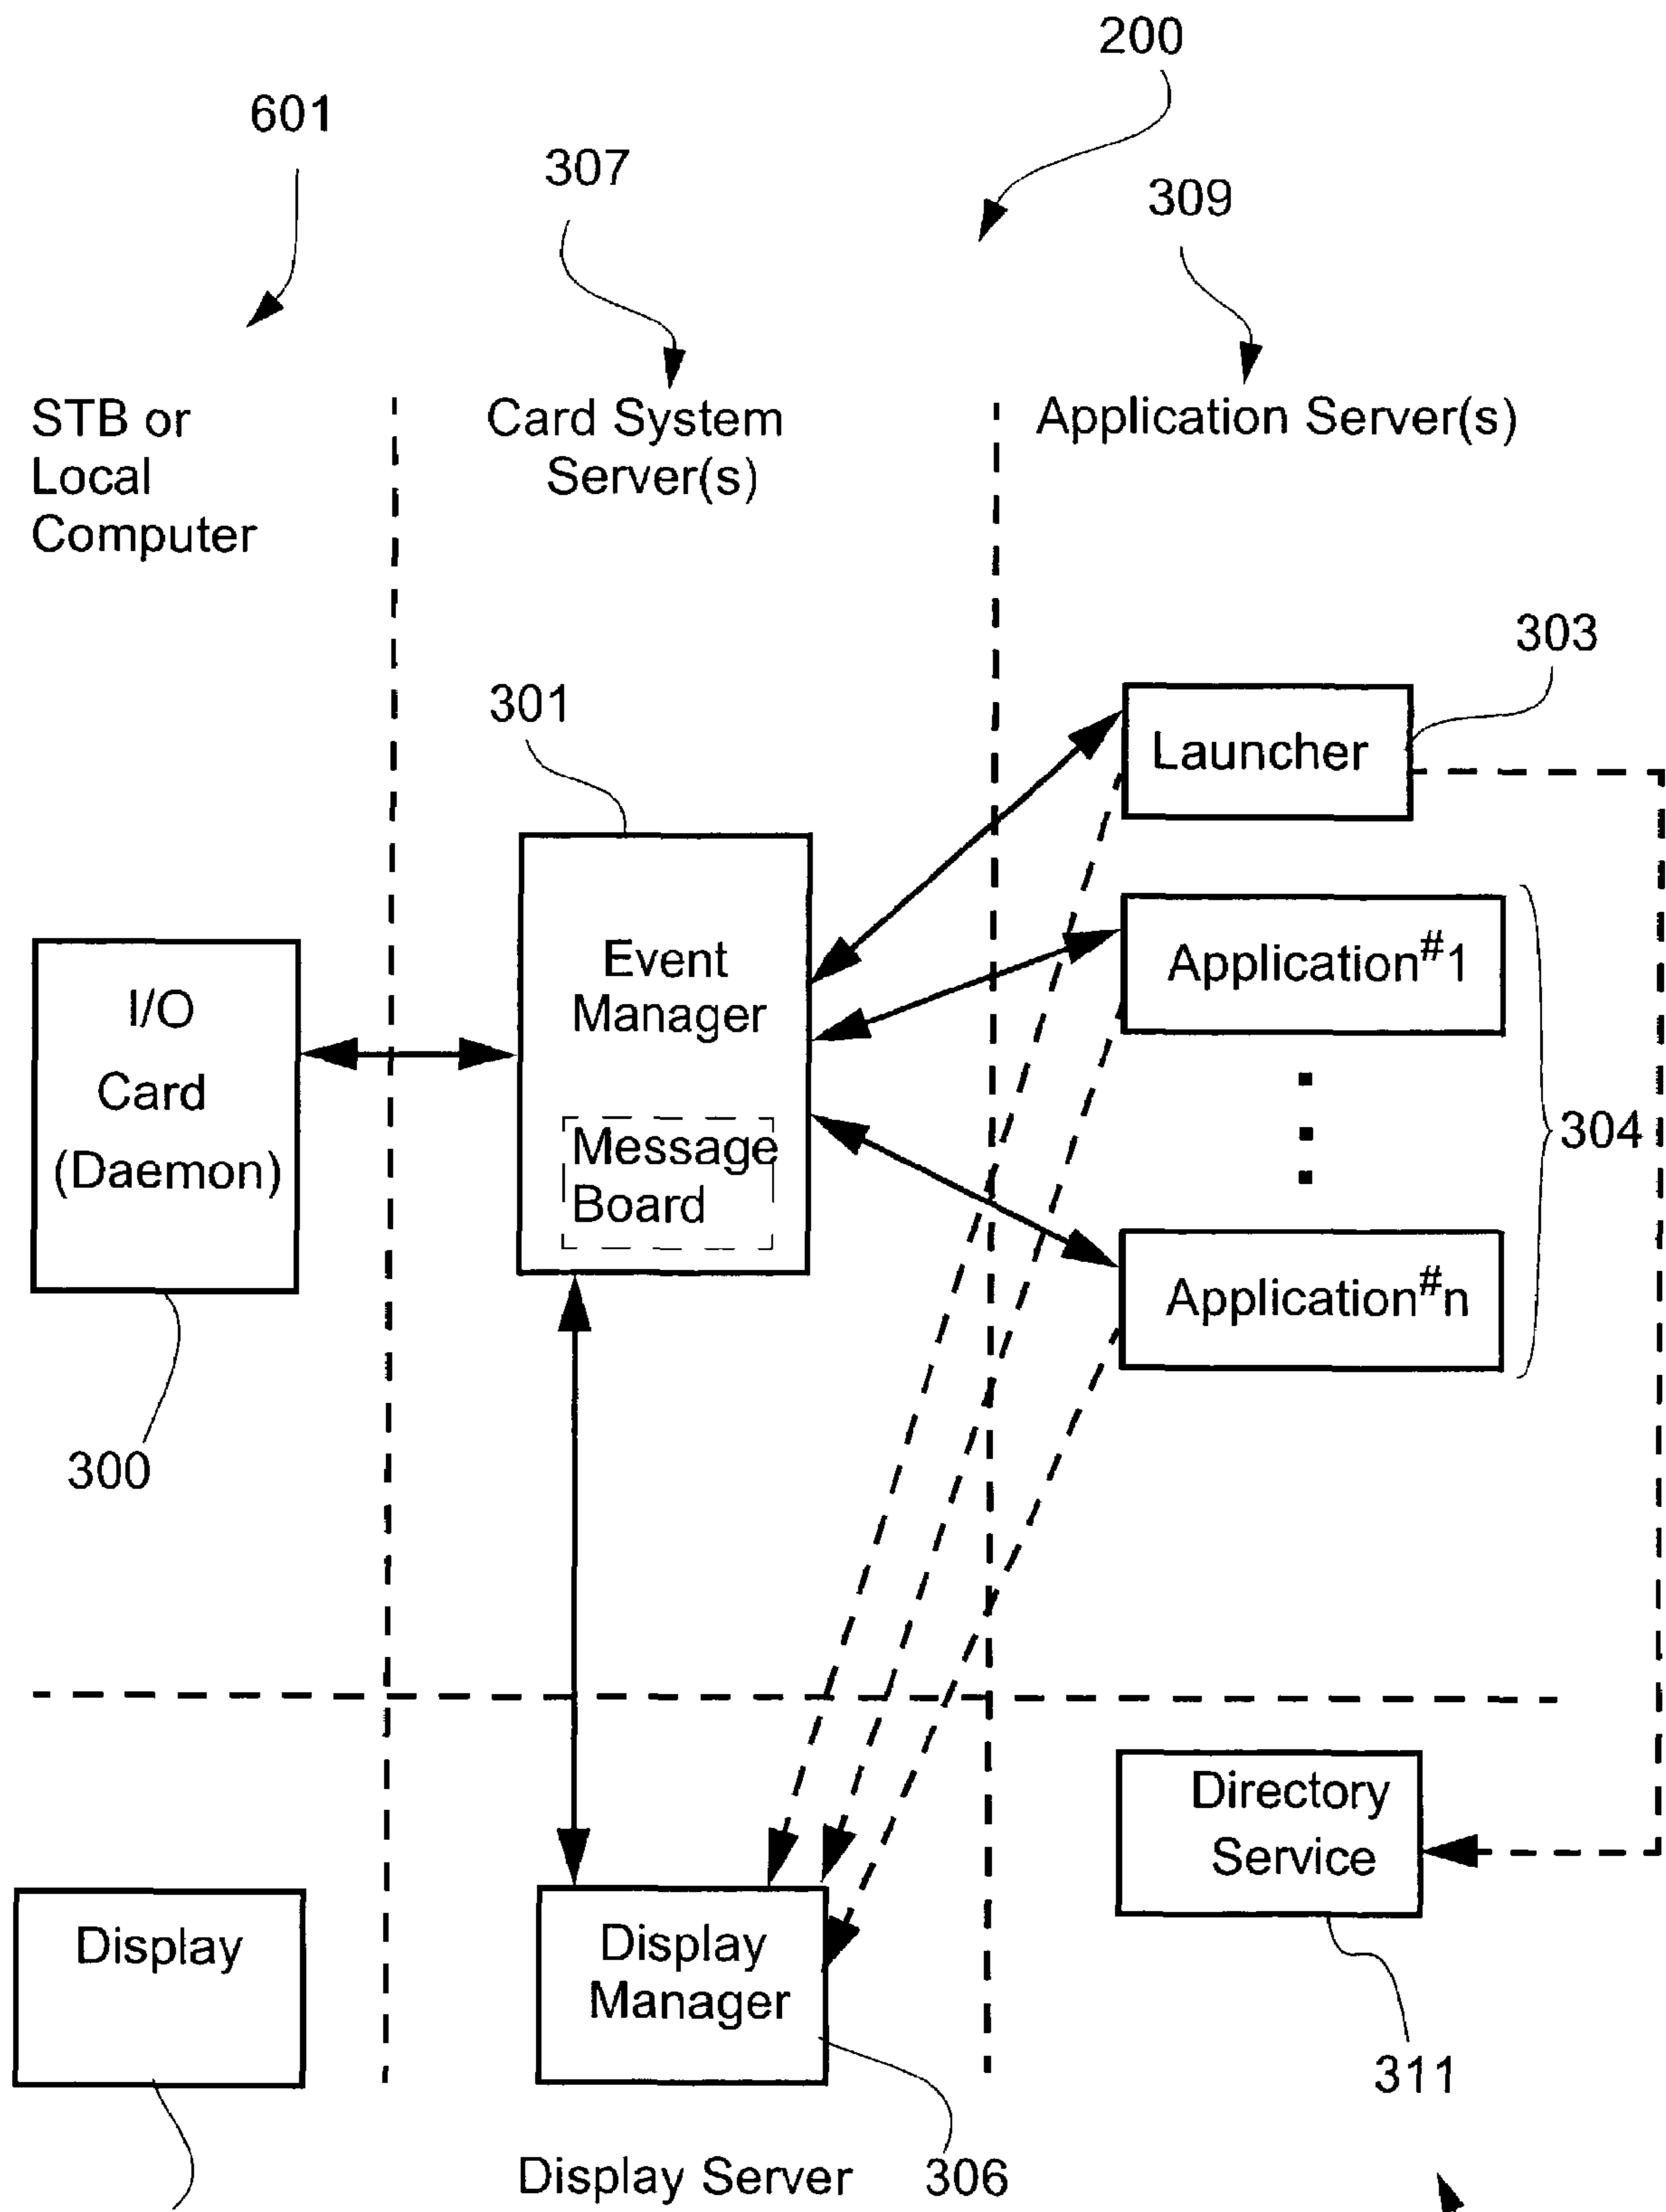 200
601
307
309
STB or
Local
Computer
Card System
Server(s)
Application Server(s)
303
301
Launcher
Event
Manager
Application#1
I/O
Card
(Daemon)
Message
Board
304
Application#n
300
Directory
Service
Display
Display
Manager
311
Display Server
306